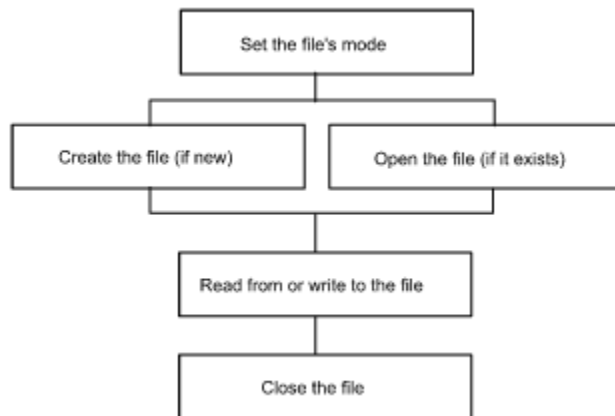 Set the file's mode
Create the file (if new)
Open the file (if it exists)
Read from or write to the file
Close the file